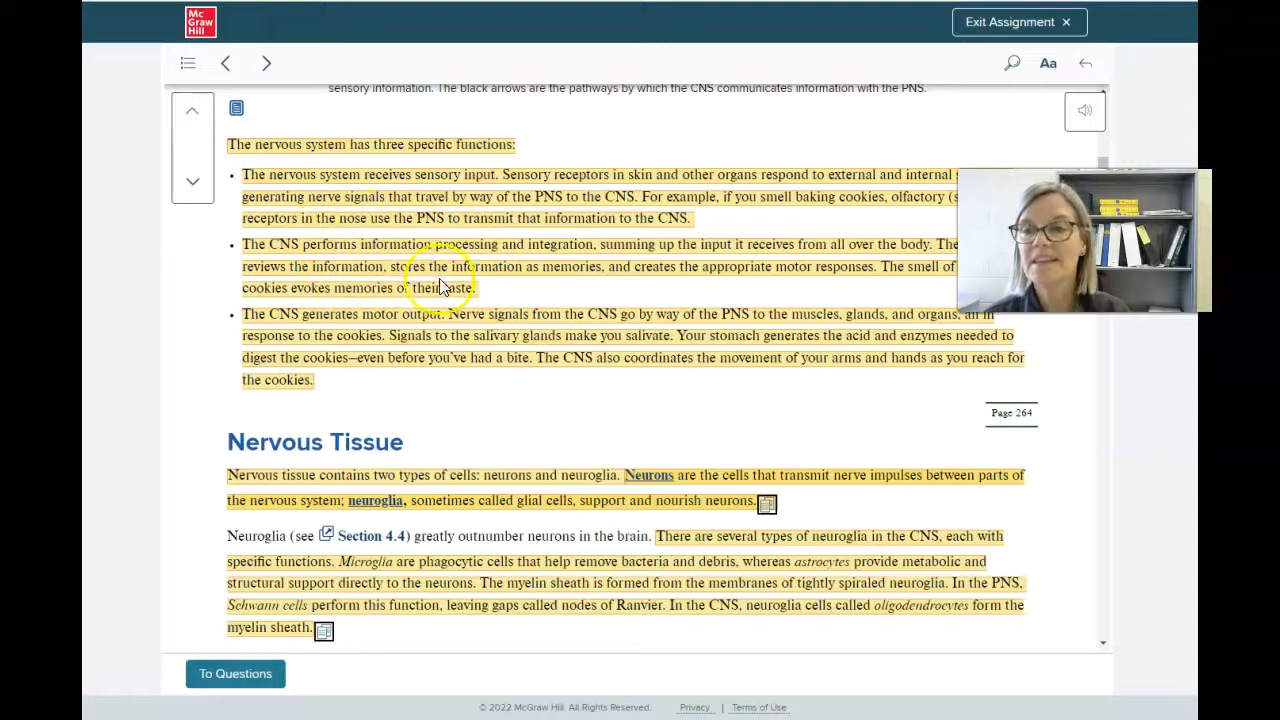 Mc
Graw
Hill
Exit Assignment ×
Aa
sensory information. The black arrows are the pathways by which the CNS communicates information with the PNS.
The nervous system has three specific functions:
• The nervous system receives sensory input. Sensory receptors in skin and other organs respond to external and internal
generating nerve signals that travel by way of the PNS to the CNS. For example, if you smell baking cookies, olfactory
receptors in the nose use the PNS to transmit that information to the CNS.
• The CNS performs information processing and integration, summing up the input it receives from all over the body. The
reviews the information, stores the information as memories, and creates the appropriate motor responses. The smell of
cookies evokes memories of their taste.
• The CNS generates motor output. Nerve signals from the CNS go by way of the PNS to the muscles, glands, and organs, all in
response to the cookies. Signals to the salivary glands make you salivate. Your stomach generates the acid and enzymes needed to
digest the cookies—even before you've had a bite. The CNS also coordinates the movement of your arms and hands as you reach for
the cookies.
Page 264
Nervous Tissue
Nervous tissue contains two types of cells: neurons and neuroglia. Neurons are the cells that transmit nerve impulses between parts of
the nervous system; neuroglia, sometimes called glial cells, support and nourish neurons.
Neuroglia (see Section 4.4) greatly outnumber neurons in the brain. There are several types of neuroglia in the CNS, each with
specific functions. Microglia are phagocytic cells that help remove bacteria and debris, whereas astrocytes provide metabolic and
structural support directly to the neurons. The myelin sheath is formed from the membranes of tightly spiraled neuroglia. In the PNS,
Schwann cells perform this function, leaving gaps called nodes of Ranvier. In the CNS, neuroglia cells called oligodendrocytes form the
myelin sheath.
To Questions
© 2022 McGraw Hill. All Rights Reserved. Privacy | Terms of Use